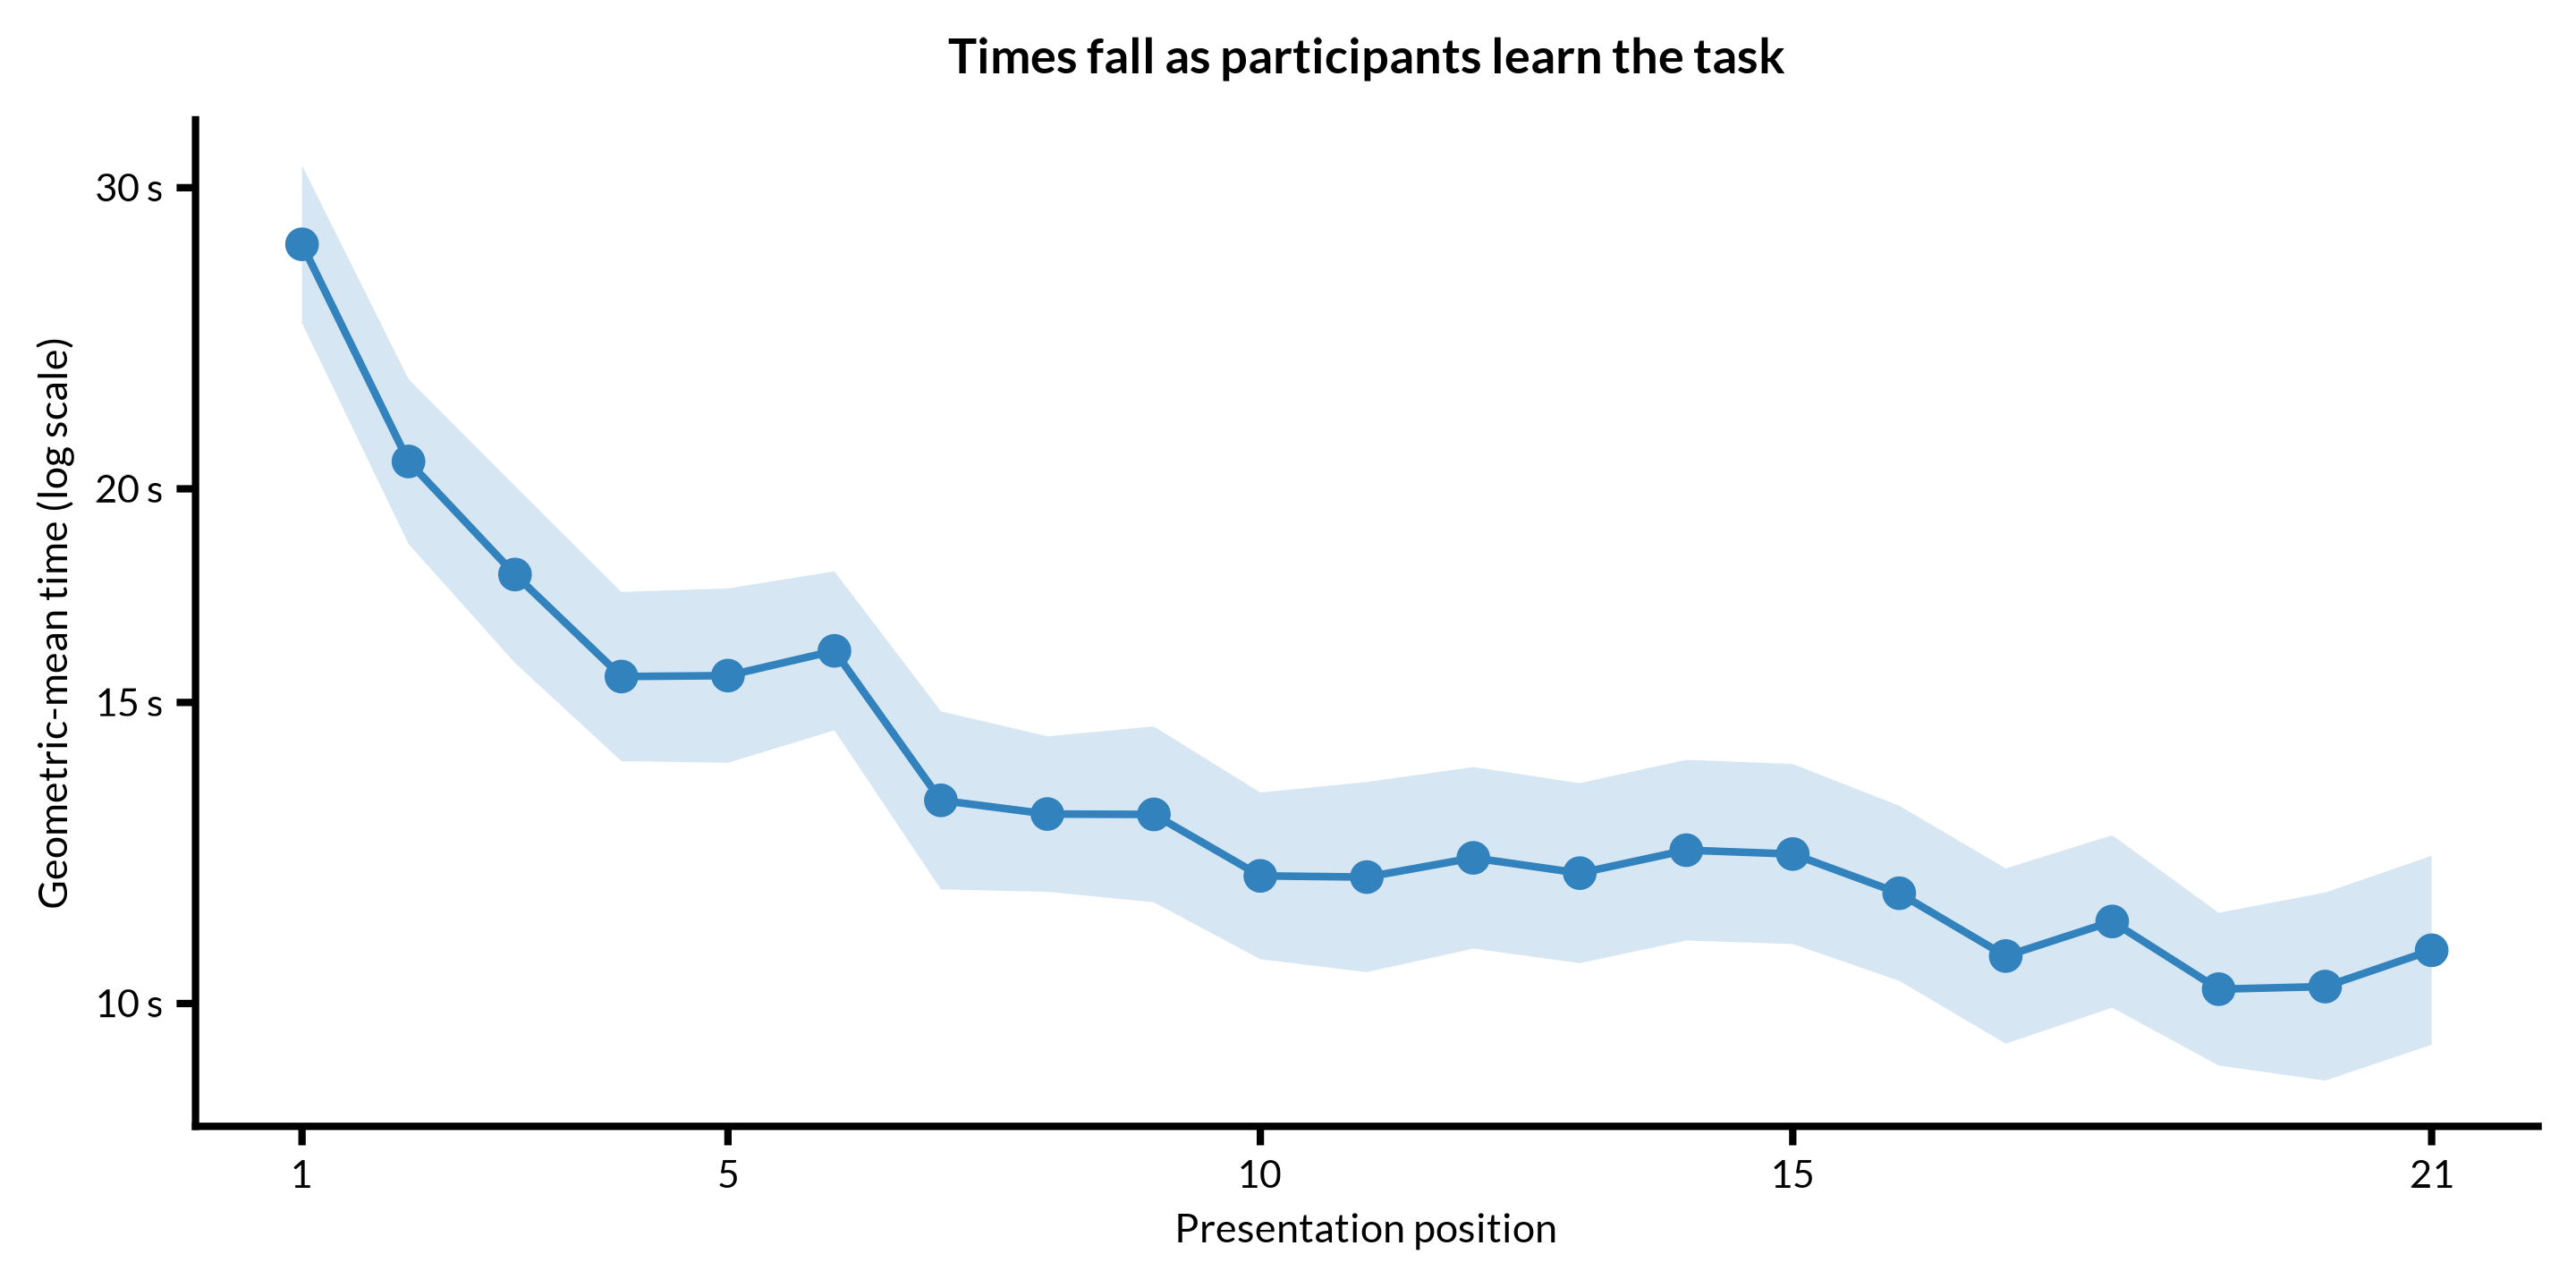 Times fall as participants learn the task
Geometric-mean time (log scale)
30 s
20 s
15 s
10 s
1
5
10
15
21
Presentation position